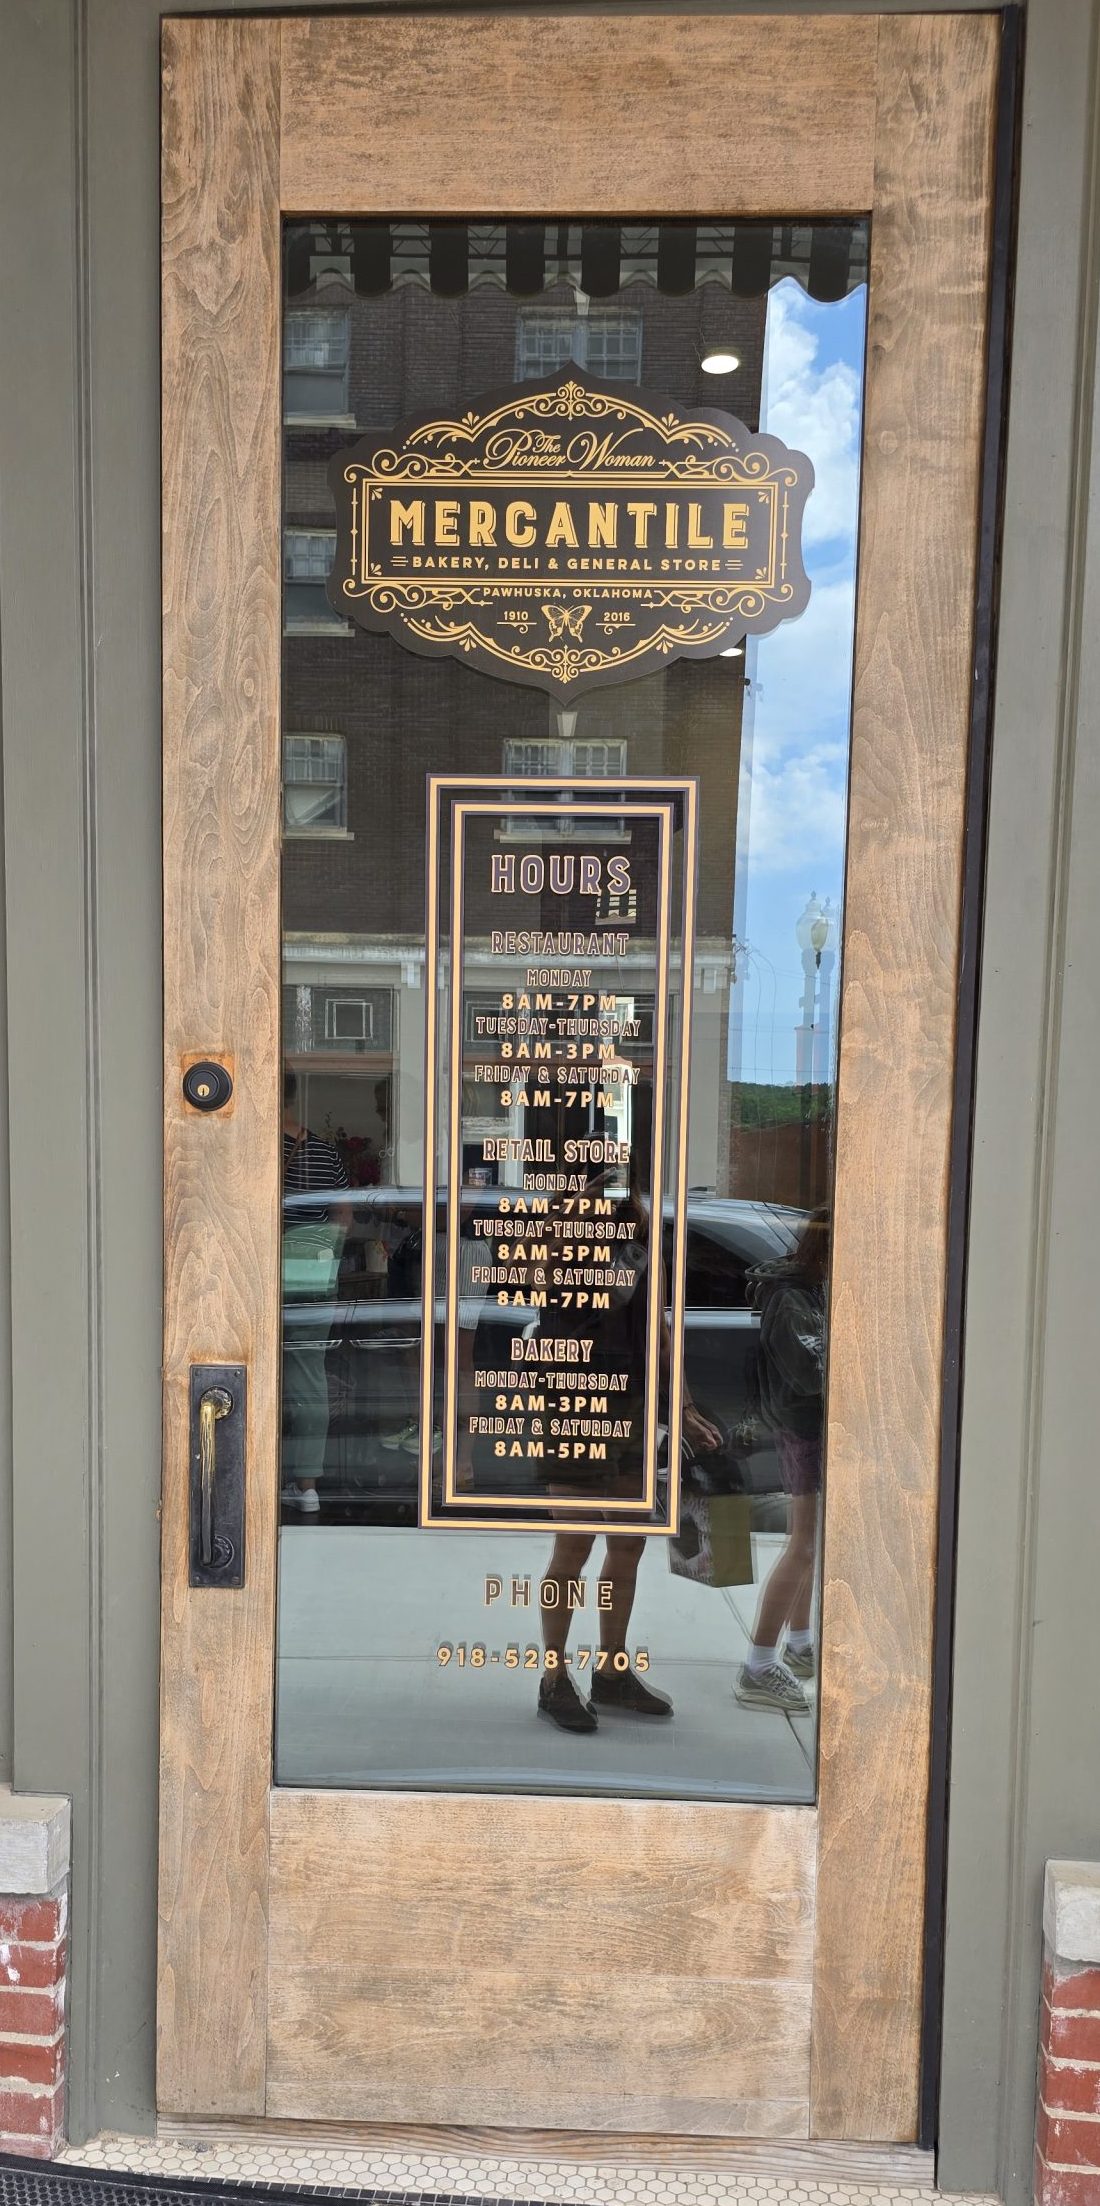 The
Pioneer Woman
MERCANTILE
BAKERY, DELI & GENERAL STORE
PAWHUSKA, OKLAHOMA
1910 2016
HOURS
RESTAURANT
MONDAY
8AM-7PM
TUESDAY-THURSDAY
8AM-3PM
FRIDAY & SATURDAY
8AM-7PM
RETAIL STORE
MONDAY
8AM-7PM
TUESDAY-THURSDAY
8AM-5PM
FRIDAY & SATURDAY
8AM-7PM
BAKERY
MONDAY-THURSDAY
8AM-3PM
FRIDAY & SATURDAY
8AM-5PM
PHONE
918-528-7705